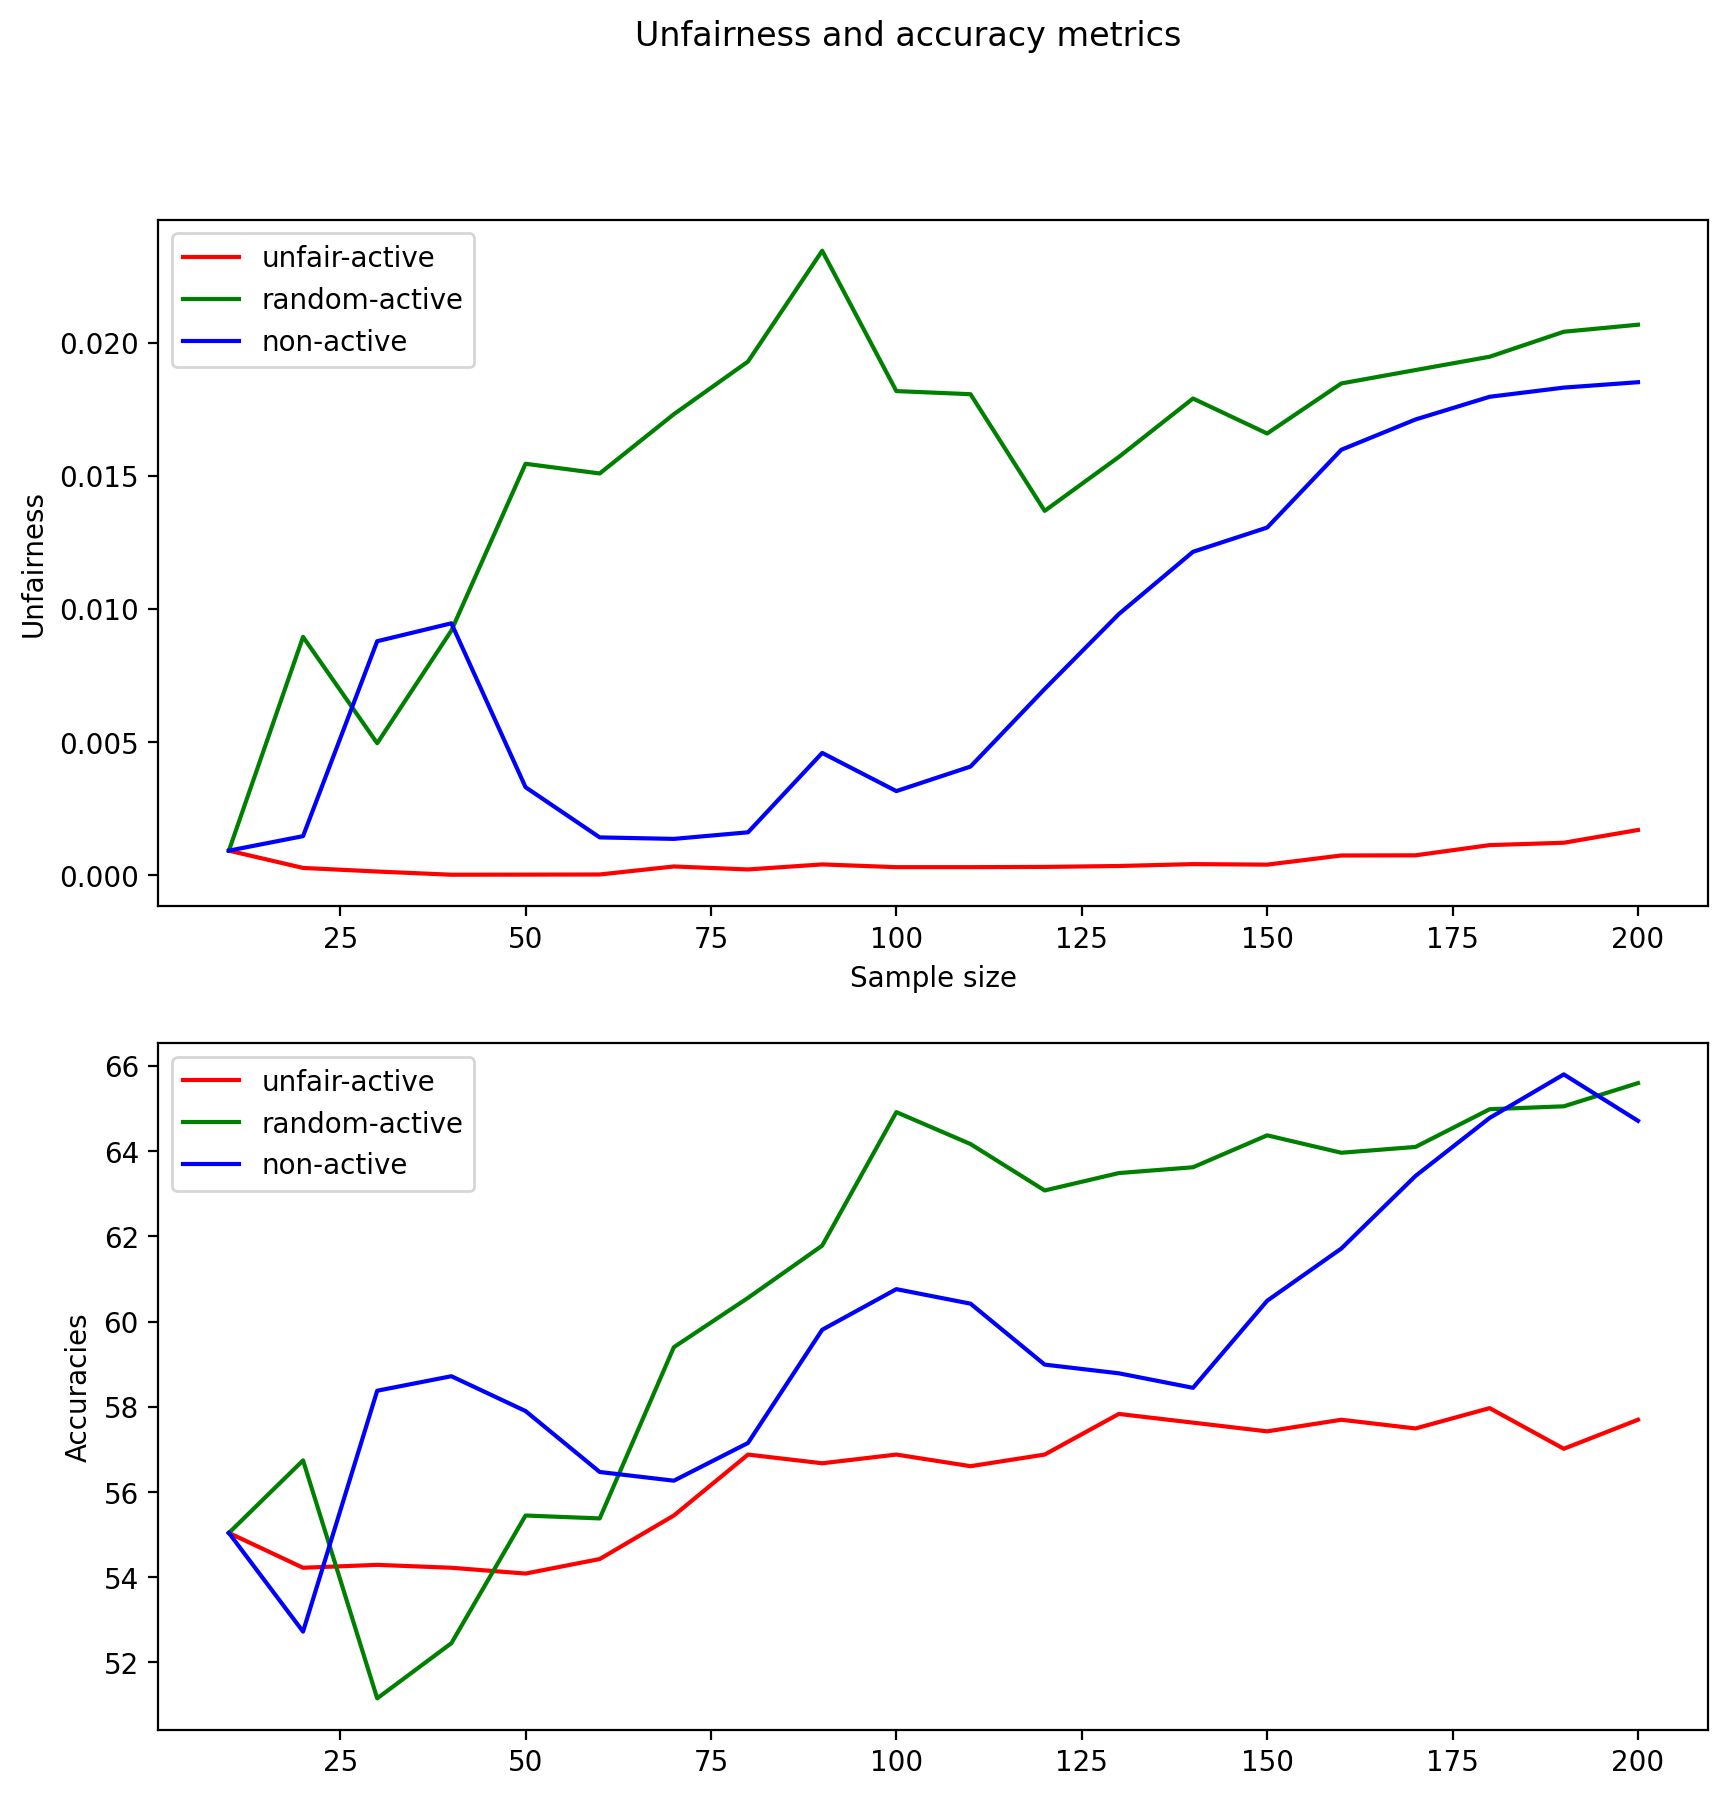 Unfairness and accuracy metrics
unfair-active
random-active
non-active
0.020
0.015
0.010
0.005
0.000
Unfairness
25 50 75 100 125 150 175 200
Sample size
unfair-active
random-active
non-active
66
64
62
60
58
56
54
52
Accuracies
25 50 75 100 125 150 175 200